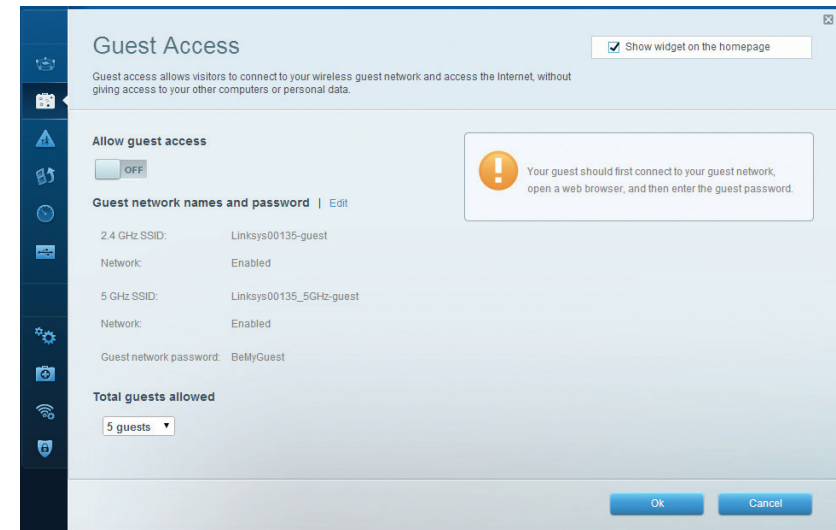 Guest Access
Show widget on the homepage
Guest access allows visitors to connect to your wireless guest network and access the Internet, without
giving access to your other computers or personal data.
Allow guest access
OFF
Your guest should first connect to your guest network,
open a web browser, and then enter the guest password.
Guest network names and password | Edit
2.4 GHz SSID: Linksys00135-guest
Network: Enabled
5 GHz SSID: Linksys00135_5GHz-guest
Network: Enabled
Guest network password: BeMyGuest
Total guests allowed
5 guests
Ok Cancel